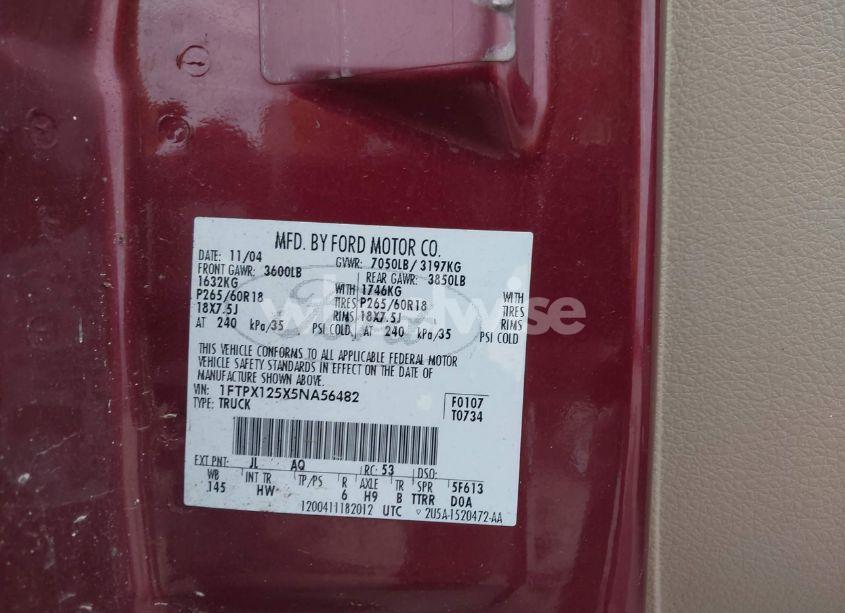 MFD. BY FORD MOTOR CO.
DATE: 11/04 GVWR: 7050LB/ 3197KG
FRONT GAWR: 3600LB REAR GAWR: 3850LB
1632KG WITH 1746KG WITH
P265/60R18 TIRES P265/60R18 TIRES
18X7.5J RIMS 18X7.5J RIMS
AT 240 kPa/35 PSI COLD, AT 240 kPa/35 PSI COLD
THIS VEHICLE CONFORMS TO ALL APPLICABLE FEDERAL MOTOR
VEHICLE SAFETY STANDARDS IN EFFECT ON THE DATE OF
MANUFACTURE SHOWN ABOVE.
VIN: 1FTPX125X5NA56482 F0107
TYPE: TRUCK T0734
EXT PNT: JL AQ RC: 53 DSO:
WB INT TR TP/PS R AXLE TR SPR 5F613
145 HW 6 H9 B TTRR DOA
1200411182012 UTC 2U5A-1520472-AA